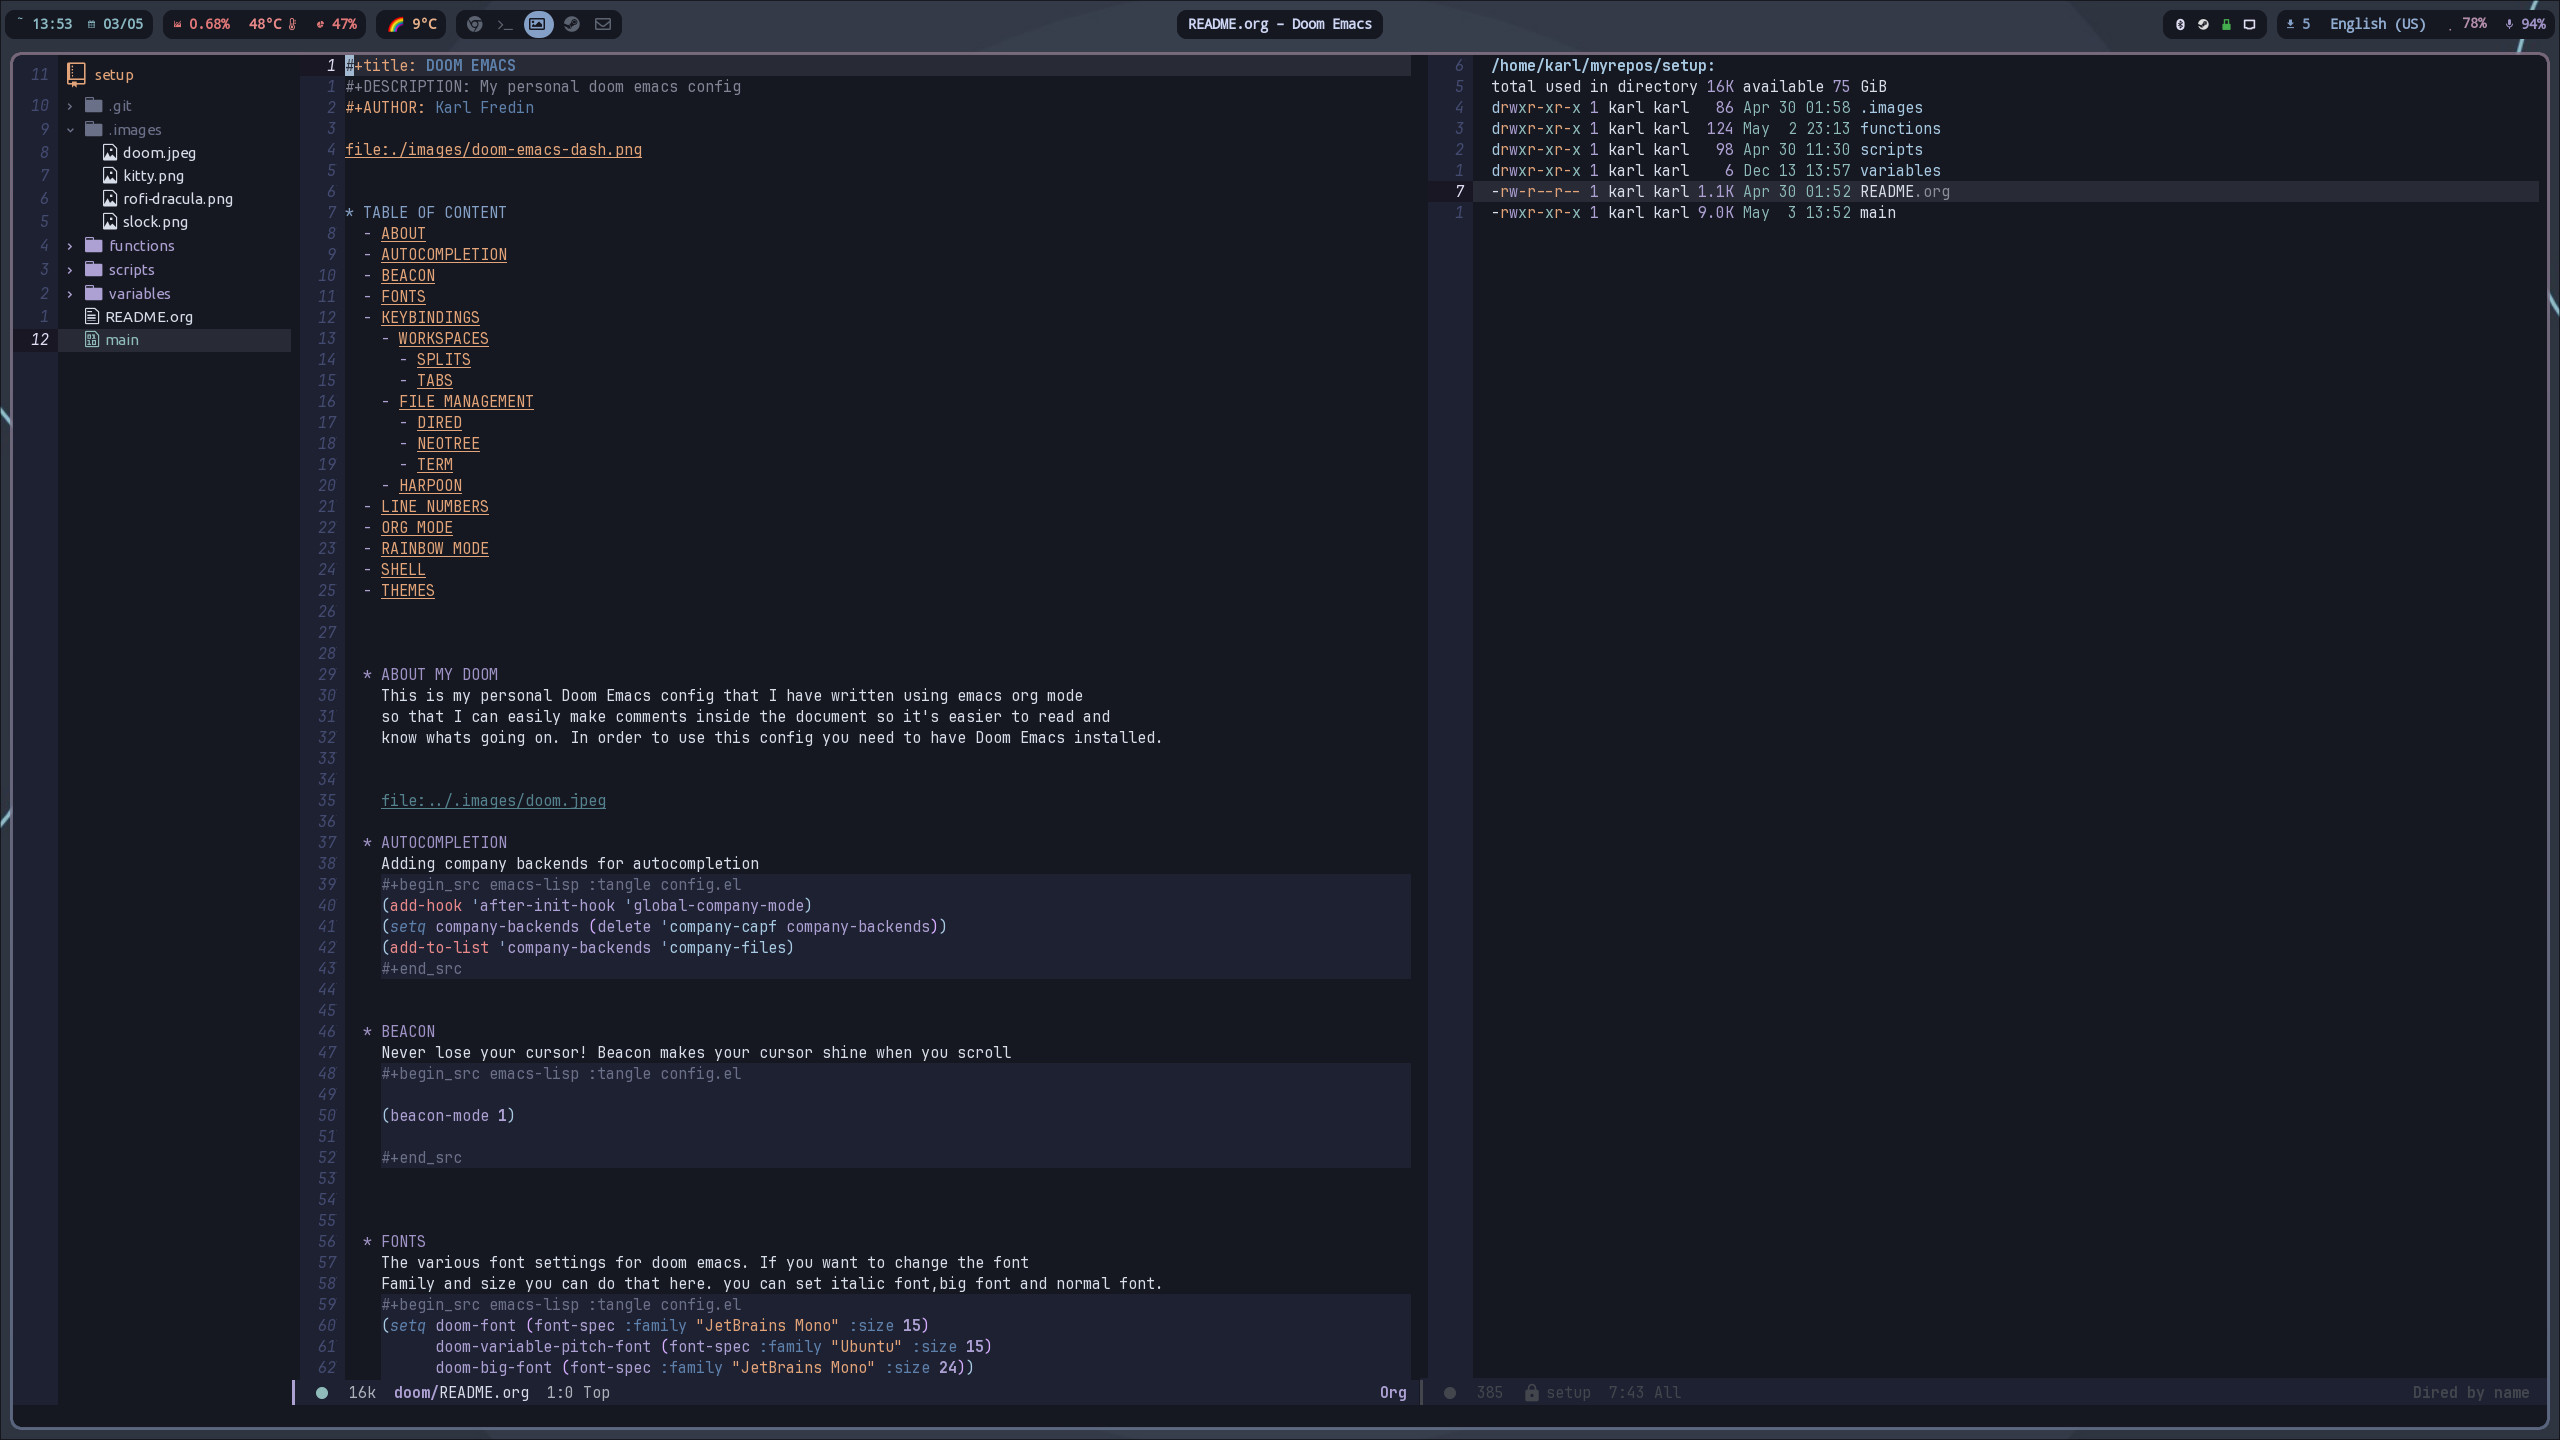 13:53 03/05 0.68% 48°C 47% 9°C
README.org – Doom Emacs
5 English (US) 78% 94%
11 setup
10 .git
9 .images
8 doom.jpeg
7 kitty.png
6 rofi-dracula.png
5 slock.png
4 functions
3 scripts
2 variables
1 README.org
12 main
1 #+title: DOOM EMACS
1 #+DESCRIPTION: My personal doom emacs config
2 #+AUTHOR: Karl Fredin
3
4 file:./images/doom-emacs-dash.png
5
6
7 * TABLE OF CONTENT
8 - ABOUT
9 - AUTOCOMPLETION
10 - BEACON
11 - FONTS
12 - KEYBINDINGS
13 - WORKSPACES
14 - SPLITS
15 - TABS
16 - FILE MANAGEMENT
17 - DIRED
18 - NEOTREE
19 - TERM
20 - HARPOON
21 - LINE NUMBERS
22 - ORG MODE
23 - RAINBOW MODE
24 - SHELL
25 - THEMES
26
27
28
29 * ABOUT MY DOOM
30 This is my personal Doom Emacs config that I have written using emacs org mode
31 so that I can easily make comments inside the document so it's easier to read and
32 know whats going on. In order to use this config you need to have Doom Emacs installed.
33
34
35 file:../.images/doom.jpeg
36
37 * AUTOCOMPLETION
38 Adding company backends for autocompletion
39 #+begin_src emacs-lisp :tangle config.el
40 (add-hook 'after-init-hook 'global-company-mode)
41 (setq company-backends (delete 'company-capf company-backends))
42 (add-to-list 'company-backends 'company-files)
43 #+end_src
44
45
46 * BEACON
47 Never lose your cursor! Beacon makes your cursor shine when you scroll
48 #+begin_src emacs-lisp :tangle config.el
49
50 (beacon-mode 1)
51
52 #+end_src
53
54
55
56 * FONTS
57 The various font settings for doom emacs. If you want to change the font
58 Family and size you can do that here. you can set italic font,big font and normal font.
59 #+begin_src emacs-lisp :tangle config.el
60 (setq doom-font (font-spec :family "JetBrains Mono" :size 15)
61 doom-variable-pitch-font (font-spec :family "Ubuntu" :size 15)
62 doom-big-font (font-spec :family "JetBrains Mono" :size 24))
16k doom/README.org 1:0 Top Org
6 /home/karl/myrepos/setup:
5 total used in directory 16K available 75 GiB
4 drwxr-xr-x 1 karl karl 86 Apr 30 01:58 .images
3 drwxr-xr-x 1 karl karl 124 May 2 23:13 functions
2 drwxr-xr-x 1 karl karl 98 Apr 30 11:30 scripts
1 drwxr-xr-x 1 karl karl 6 Dec 13 13:57 variables
7 -rw-r--r-- 1 karl karl 1.1K Apr 30 01:52 README.org
1 -rwxr-xr-x 1 karl karl 9.0K May 3 13:52 main
385 setup 7:43 All Dired by name